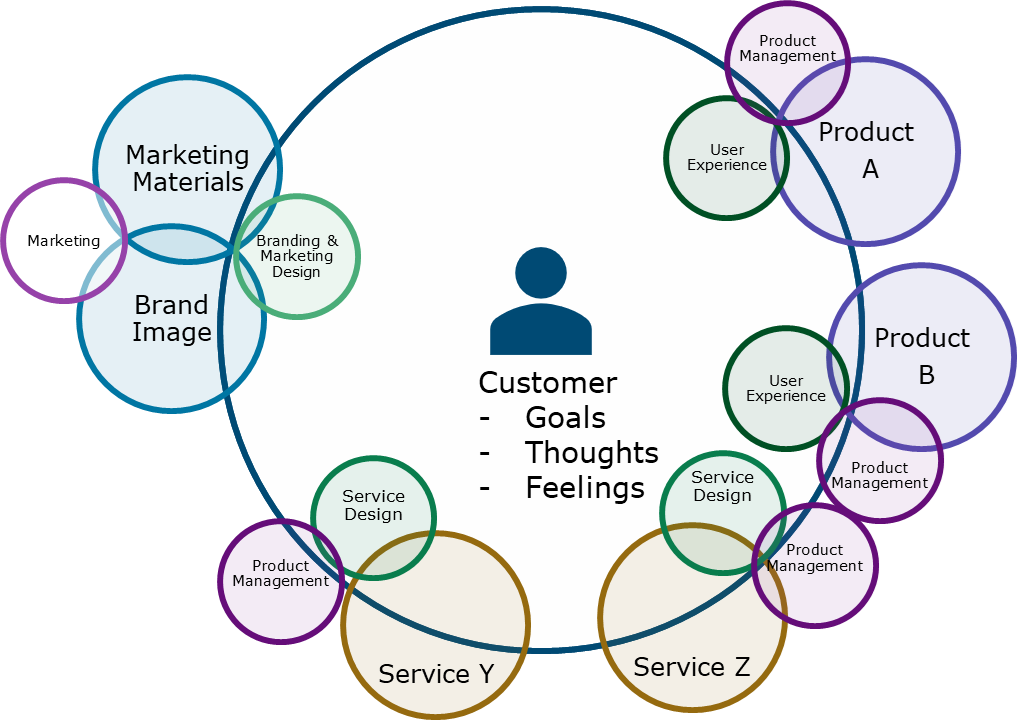 Product
Management
Product
A
User
Experience
Marketing
Materials
Marketing
Branding &
Marketing
Design
Brand
Image
Customer
- Goals
- Thoughts
- Feelings
Product
B
User
Experience
Product
Management
Service
Design
Product
Management
Service Y
Service
Design
Product
Management
Service Z